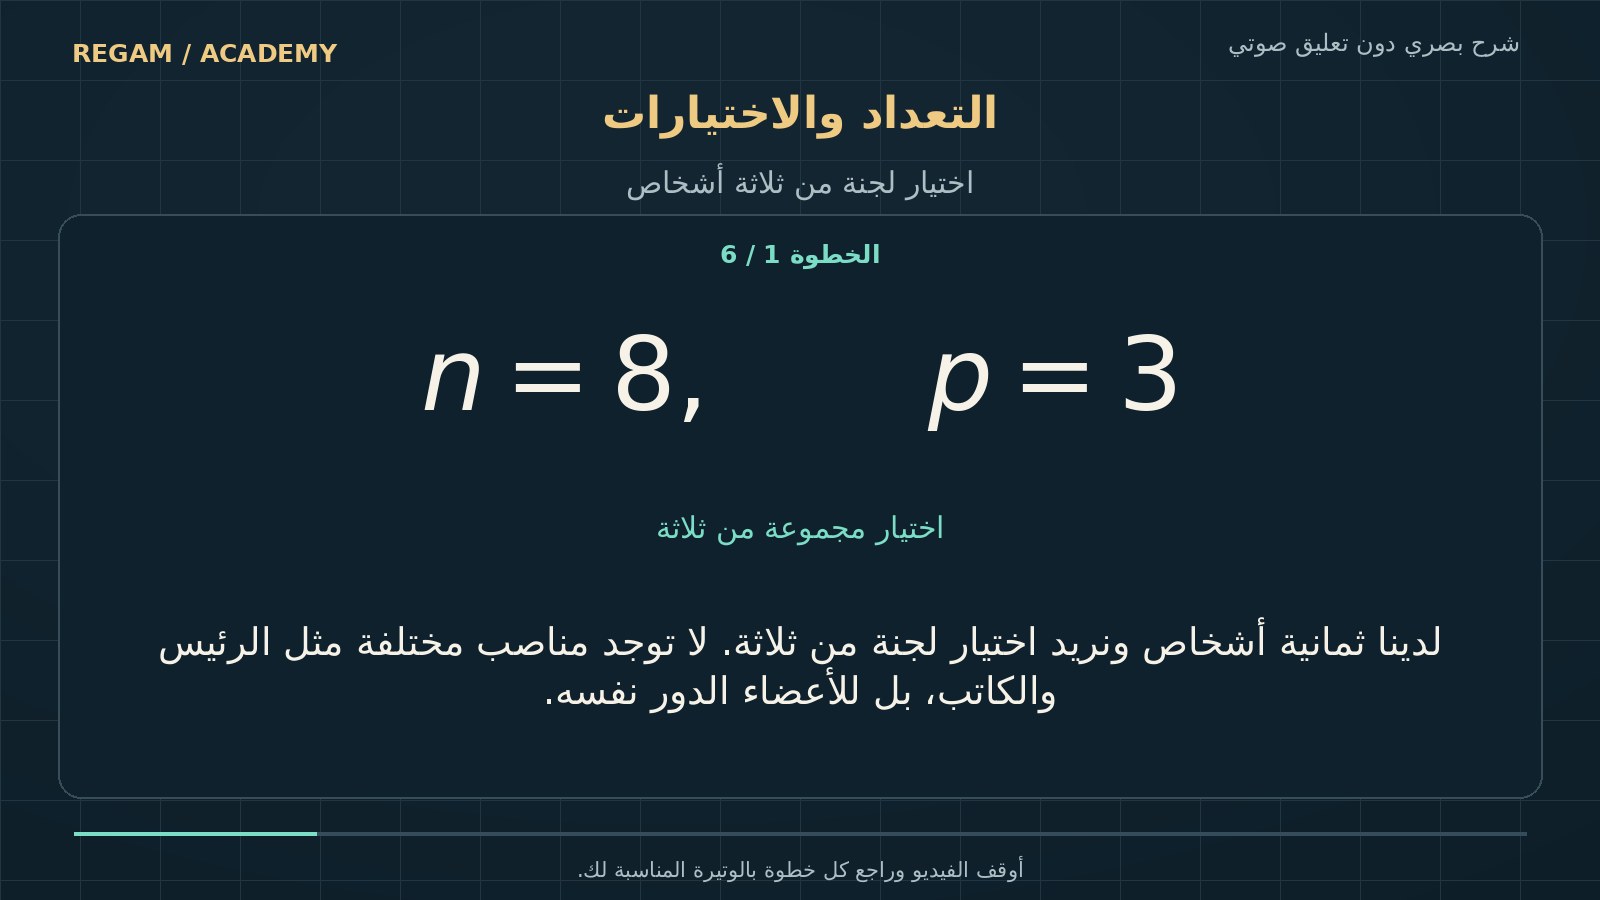 REGAM / ACADEMY
شرح بصري دون تعليق صوتي
التعداد والاختيارات
اختيار لجنة من ثلاثة أشخاص
الخطوة 1 / 6
n = 8, p = 3
اختيار مجموعة من ثلاثة
لدينا ثمانية أشخاص ونريد اختيار لجنة من ثلاثة. لا توجد مناصب مختلفة مثل الرئيس
والكاتب، بل للأعضاء الدور نفسه.
أوقف الفيديو وراجع كل خطوة بالوتيرة المناسبة لك.